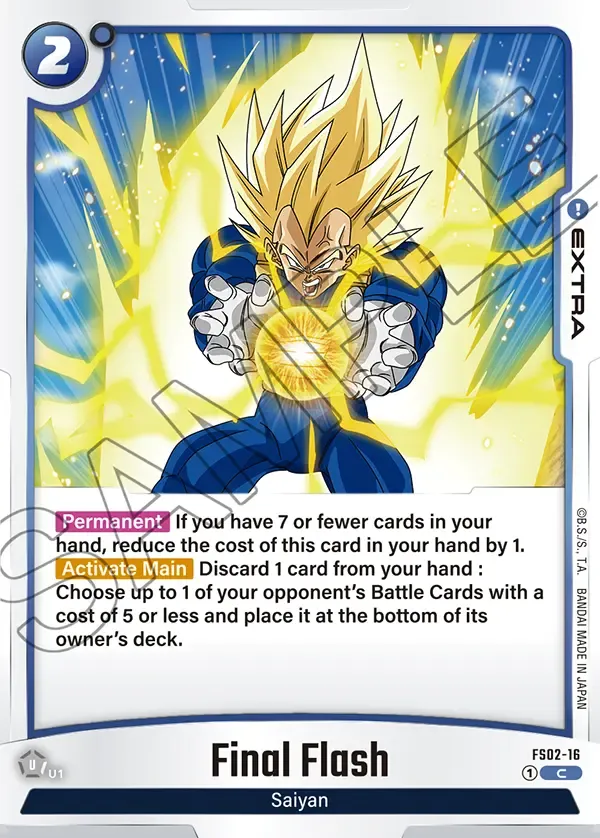 2
EXTRA
SAMPLE
Permanent If you have 7 or fewer cards in your
hand, reduce the cost of this card in your hand by 1.
Activate Main Discard 1 card from your hand :
Choose up to 1 of your opponent's Battle Cards with a
cost of 5 or less and place it at the bottom of its
owner's deck.
©B.S./S., T.A. BANDAI MADE IN JAPAN
U/U1
Final Flash
FS02-16
1 C
Saiyan